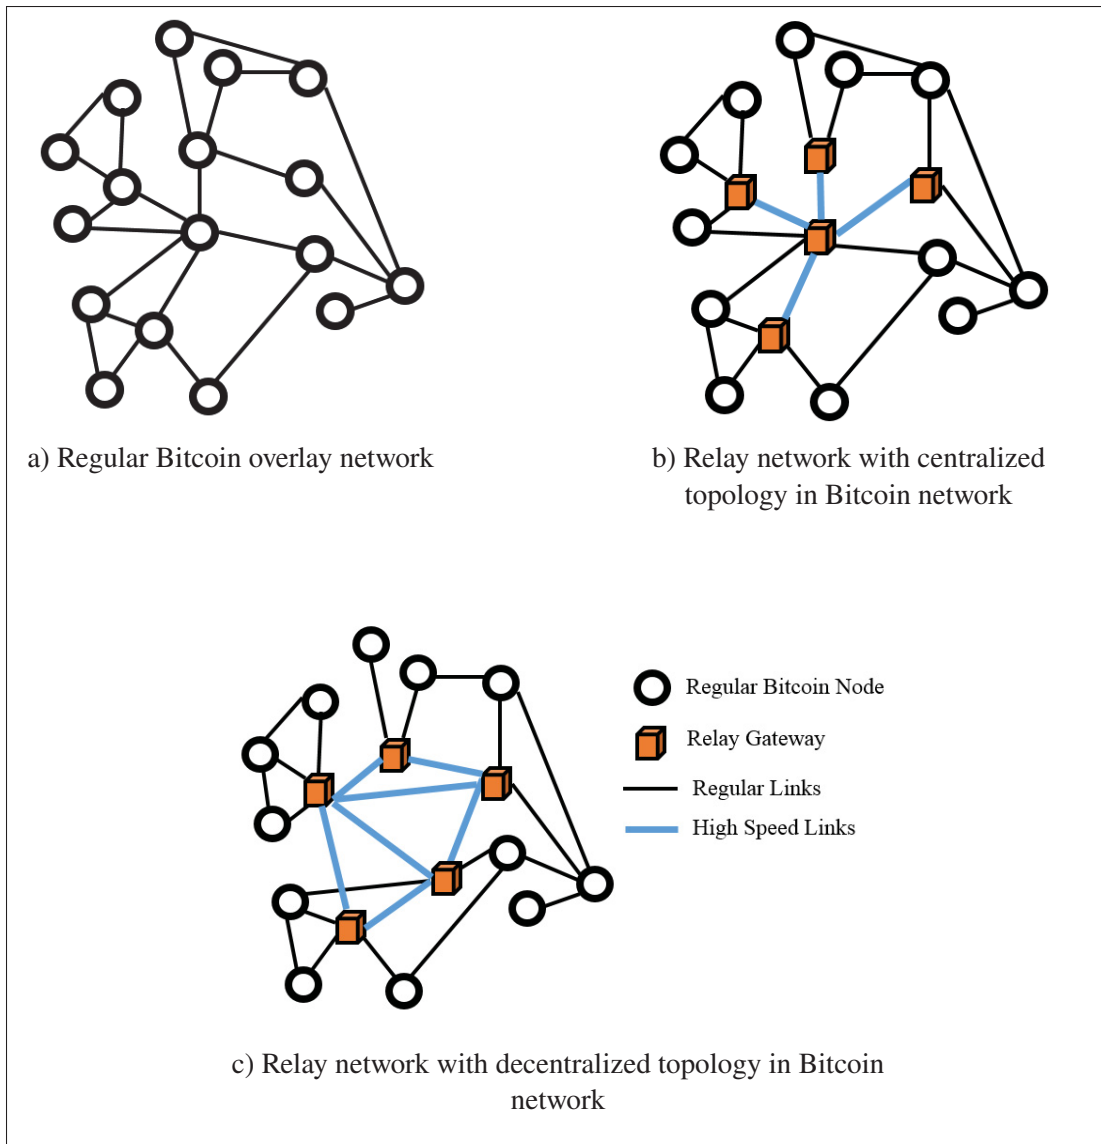 a) Regular Bitcoin overlay network
b) Relay network with centralized
topology in Bitcoin network
Regular Bitcoin Node
Relay Gateway
Regular Links
High Speed Links
c) Relay network with decentralized topology in Bitcoin
network